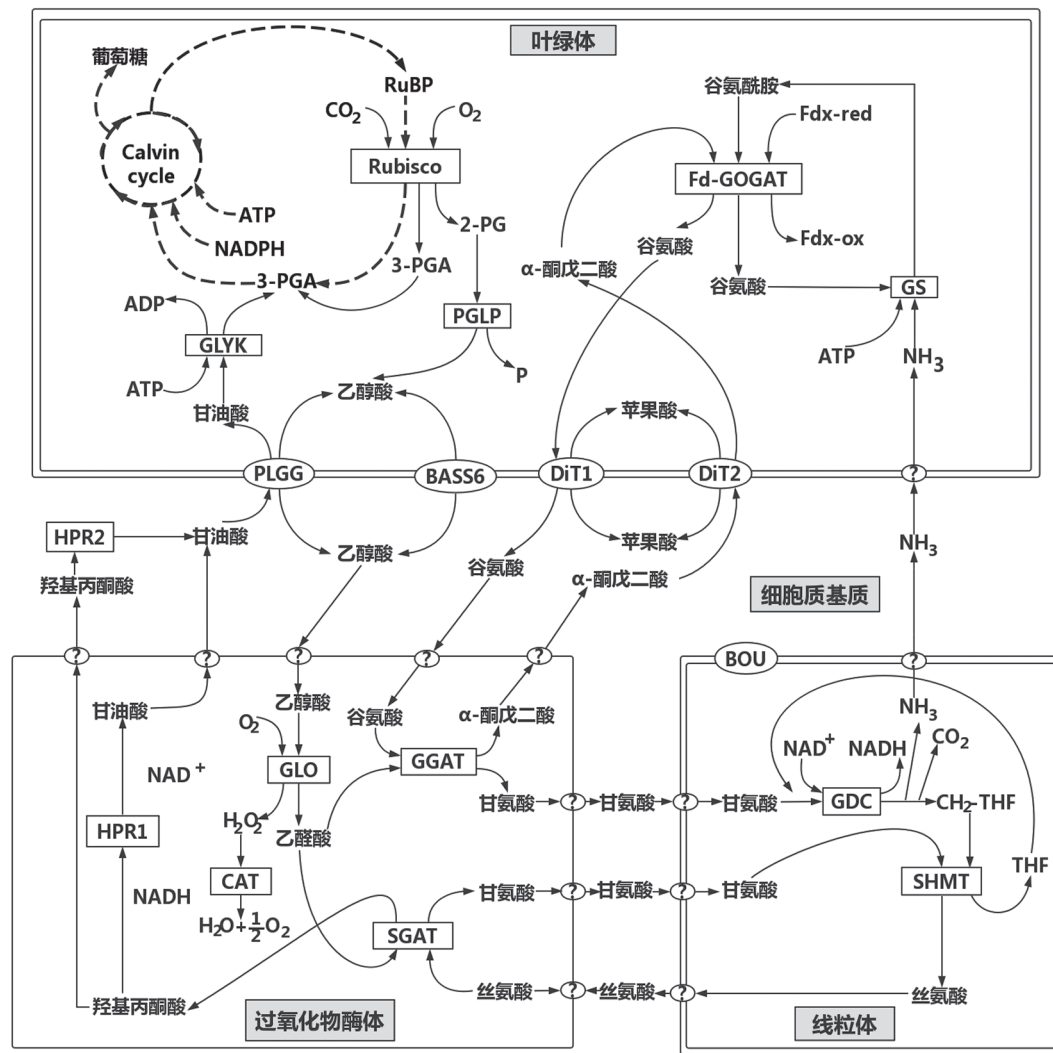 叶绿体
葡萄糖
RuBP
CO2
O2
Rubisco
Calvin
cycle
ATP
NADPH
3-PGA
3-PGA
2-PG
PGLP
P
ADP
GLYK
ATP
甘油酸
乙醇酸
谷氨酰胺
Fdx-red
Fd-GOGAT
Fdx-ox
谷氨酸
α-酮戊二酸
谷氨酸
GS
ATP
NH3
苹果酸
PLGG
BASS6
DiT1
DiT2
?
HPR2
甘油酸
乙醇酸
苹果酸
谷氨酸
α-酮戊二酸
NH3
羟基丙酮酸
细胞质基质
?
?
?
?
?
BOU
?
甘油酸
乙醇酸
谷氨酸
α-酮戊二酸
O2
NAD+
GLO
GGAT
甘氨酸
?
甘氨酸
?
甘氨酸
NH3
CO2
NAD+
NADH
GDC
CH2-THF
HPR1
H2O2
乙醛酸
CAT
NADH
H2O+1/2O2
SGAT
甘氨酸
?
甘氨酸
?
甘氨酸
SHMT
THF
羟基丙酮酸
丝氨酸
?
丝氨酸
?
丝氨酸
过氧化物酶体
线粒体